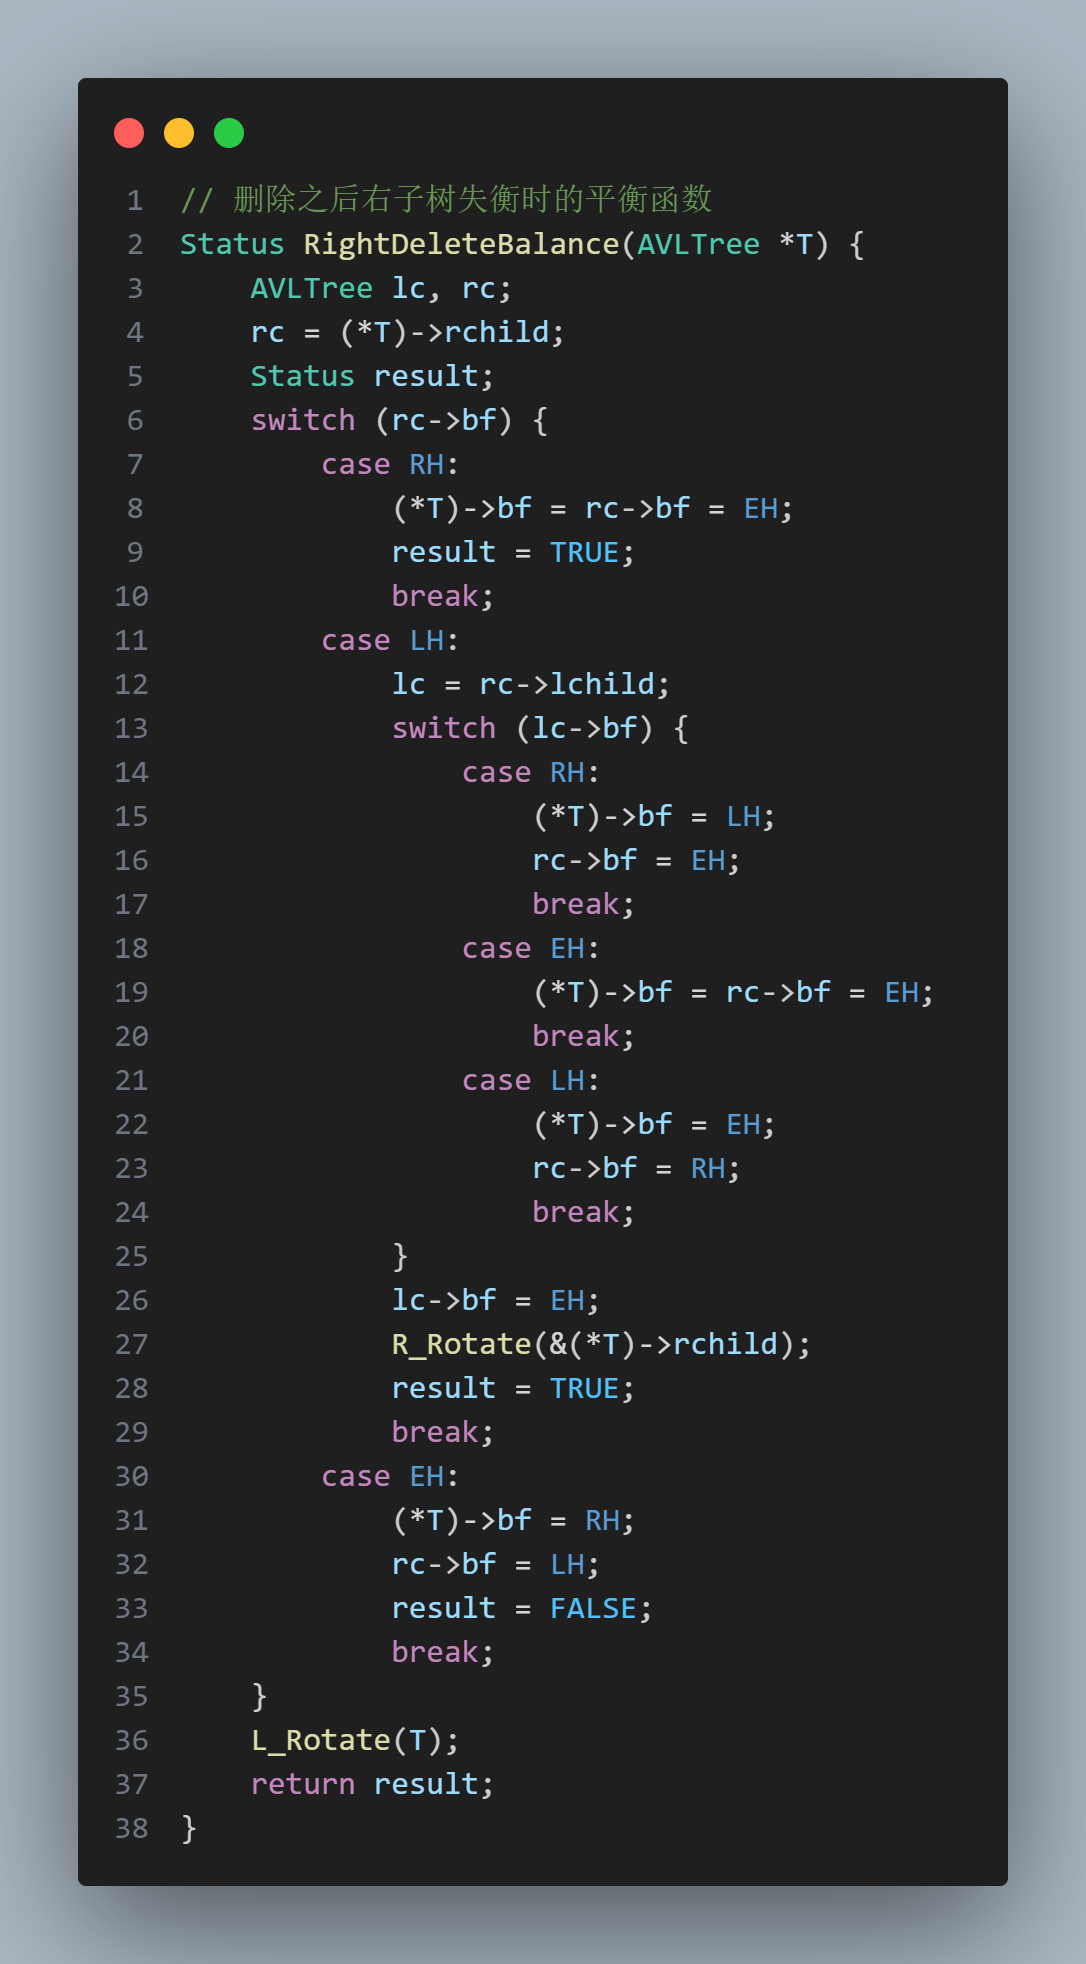 1 // 删除之后右子树失衡时的平衡函数
2 Status RightDeleteBalance(AVLTree *T) {
3     AVLTree lc, rc;
4     rc = (*T)->rchild;
5     Status result;
6     switch (rc->bf) {
7         case RH:
8             (*T)->bf = rc->bf = EH;
9             result = TRUE;
10             break;
11         case LH:
12             lc = rc->lchild;
13             switch (lc->bf) {
14                 case RH:
15                     (*T)->bf = LH;
16                     rc->bf = EH;
17                     break;
18                 case EH:
19                     (*T)->bf = rc->bf = EH;
20                     break;
21                 case LH:
22                     (*T)->bf = EH;
23                     rc->bf = RH;
24                     break;
25             }
26             lc->bf = EH;
27             R_Rotate(&(*T)->rchild);
28             result = TRUE;
29             break;
30         case EH:
31             (*T)->bf = RH;
32             rc->bf = LH;
33             result = FALSE;
34             break;
35     }
36     L_Rotate(T);
37     return result;
38 }